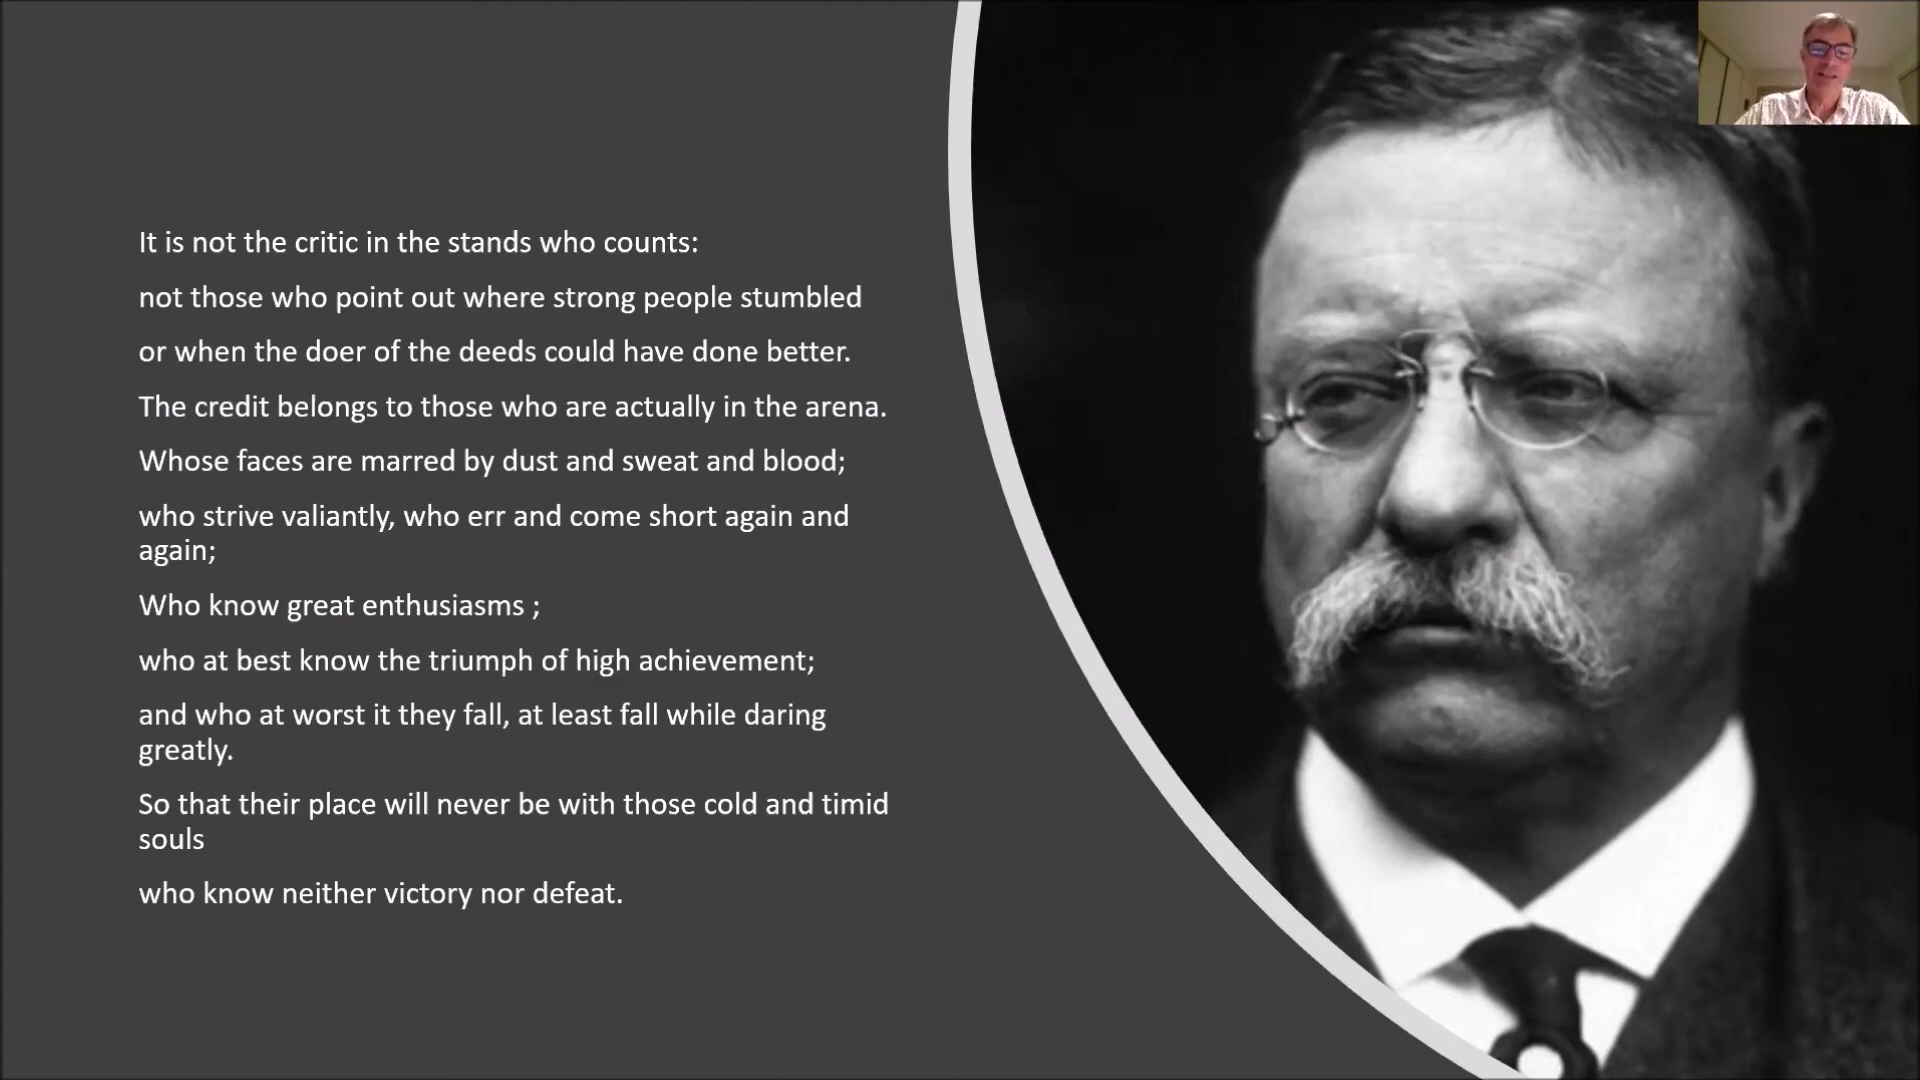 It is not the critic in the stands who counts:
not those who point out where strong people stumbled
or when the doer of the deeds could have done better.
The credit belongs to those who are actually in the arena.
Whose faces are marred by dust and sweat and blood;
who strive valiantly, who err and come short again and
again;
Who know great enthusiasms ;
who at best know the triumph of high achievement;
and who at worst it they fall, at least fall while daring
greatly.
So that their place will never be with those cold and timid
souls
who know neither victory nor defeat.